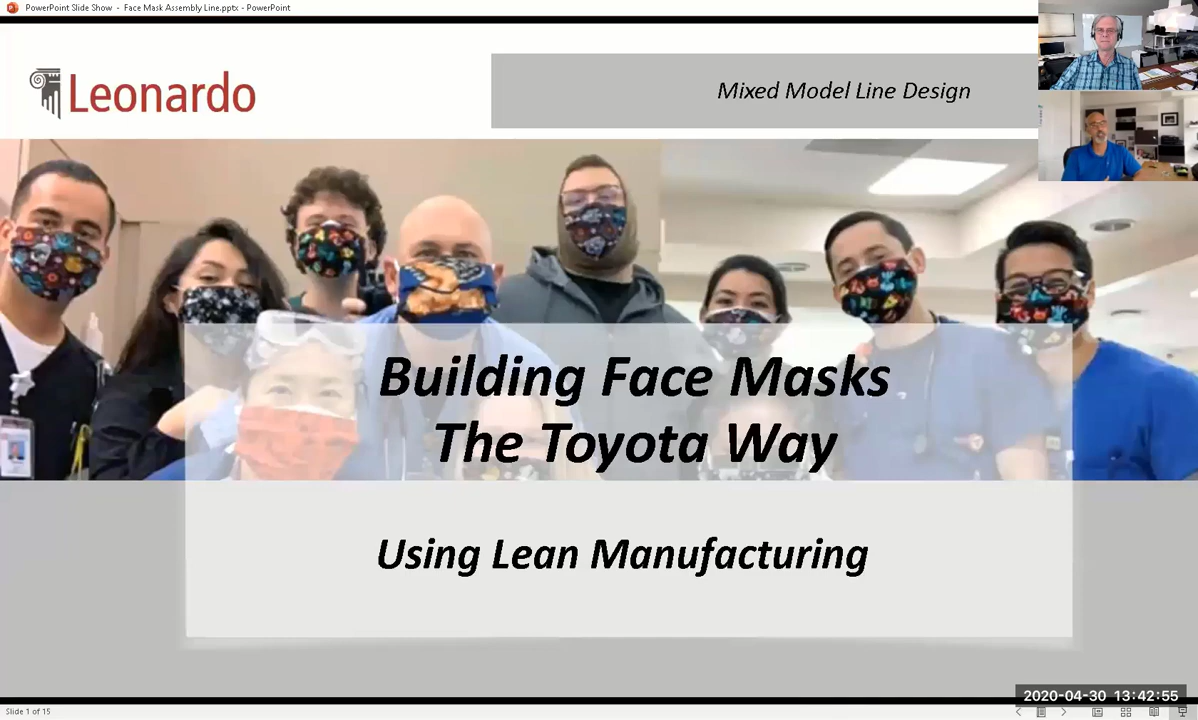 PowerPoint Slide Show - Face Mask Assembly Line.pptx - PowerPoint
Leonardo
Mixed Model Line Design
Building Face Masks
The Toyota Way
Using Lean Manufacturing
2020-04-30 13:42:55
Slide 1 of 15